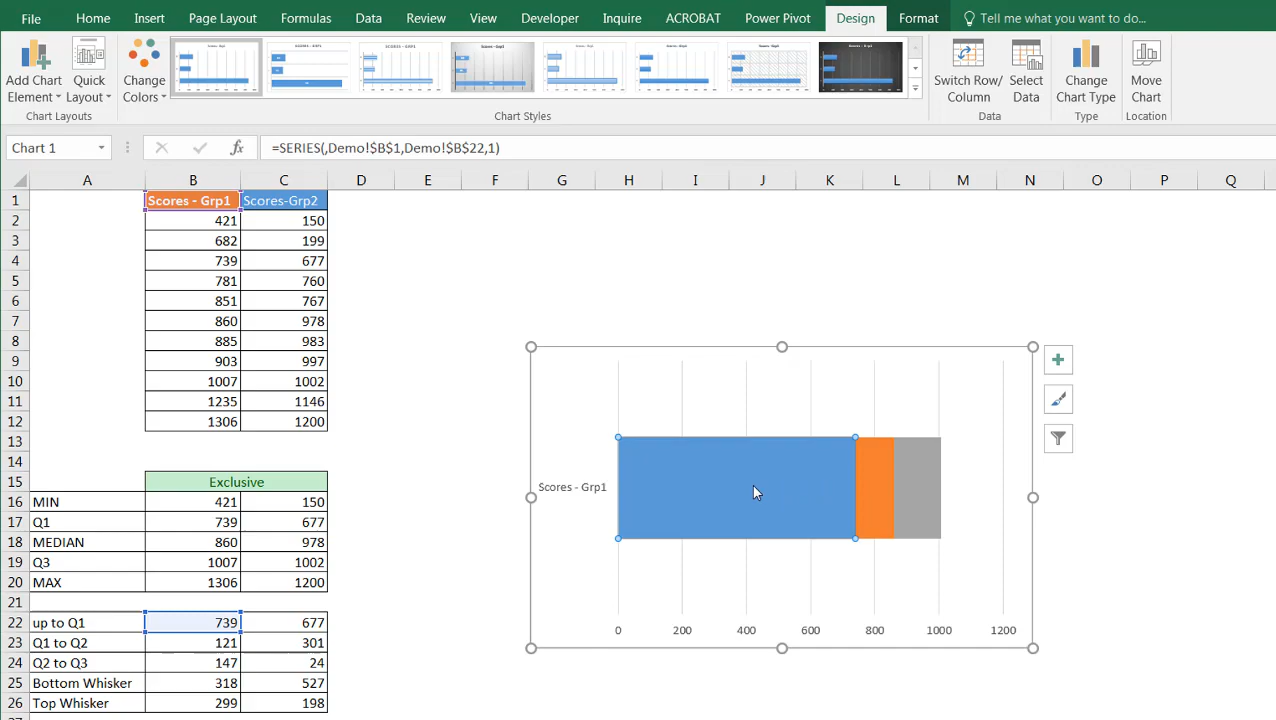 File Home Insert Page Layout Formulas Data Review View Developer Inquire ACROBAT Power Pivot Design Format Tell me what you want to do...
Add Chart Element Quick Layout Change Colors Switch Row/ Column Select Data Change Chart Type Move Chart
Chart Layouts Chart Styles Data Type Location
Chart 1 fx =SERIES(,Demo!$B$1,Demo!$B$22,1)
A B C D E F G H I J K L M N O P Q
1 Scores - Grp1 Scores-Grp2
2 421 150
3 682 199
4 739 677
5 781 760
6 851 767
7 860 978
8 885 983
9 903 997
10 1007 1002
11 1235 1146
12 1306 1200
13
14
15 Exclusive
16 MIN 421 150
17 Q1 739 677
18 MEDIAN 860 978
19 Q3 1007 1002
20 MAX 1306 1200
21
22 up to Q1 739 677
23 Q1 to Q2 121 301
24 Q2 to Q3 147 24
25 Bottom Whisker 318 527
26 Top Whisker 299 198
Scores - Grp1
0 200 400 600 800 1000 1200